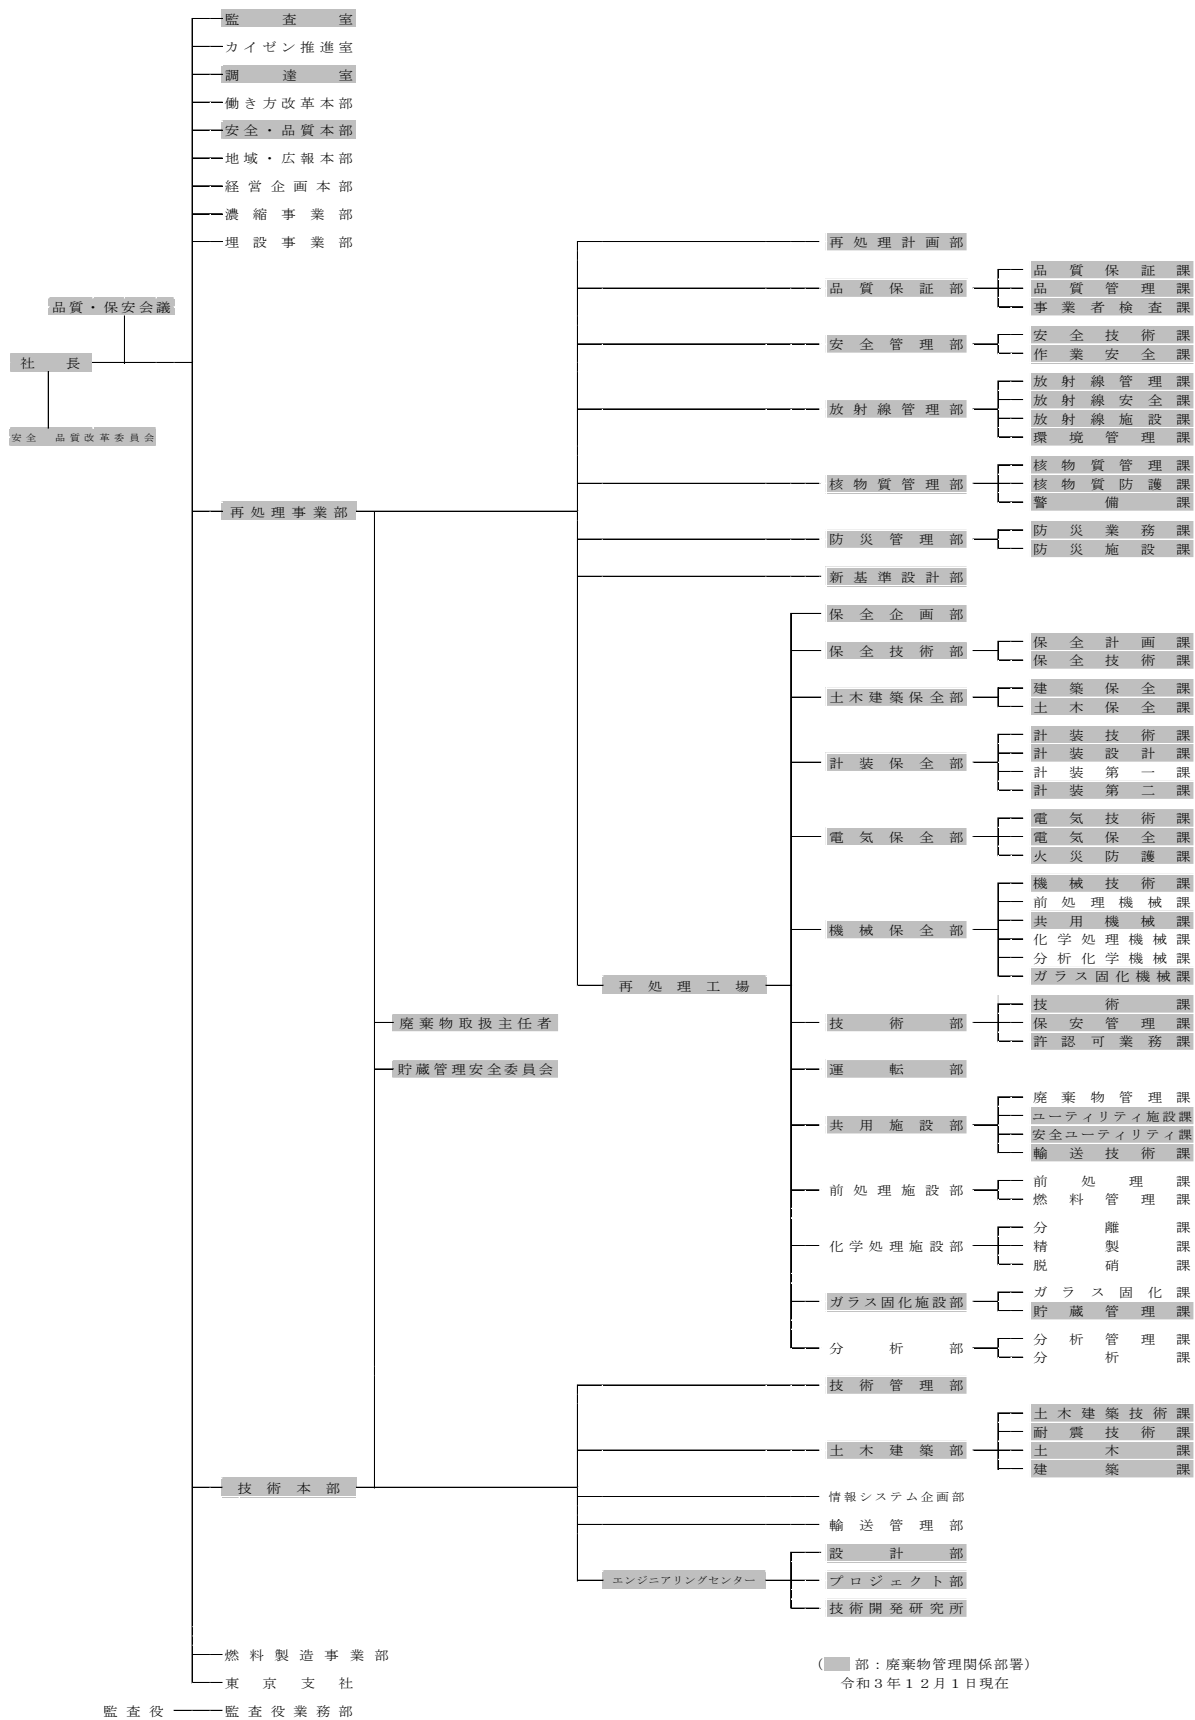 監査室
カイゼン推進室
調達室
働き方改革本部
安全・品質本部
地域・広報本部
経営企画本部
濃縮事業部
埋設事業部
品質・保安会議
社長
安全 品質改革委員会
再処理事業部
廃棄物取扱主任者
貯蔵管理安全委員会
再処理計画部
品質保証部
品質保証課
品質管理課
事業者検査課
安全管理部
安全技術課
作業安全課
放射線管理部
放射線管理課
放射線安全課
放射線施設課
環境管理課
核物質管理部
核物質管理課
核物質防護課
警備課
防災管理部
防災業務課
防災施設課
新基準設計部
再処理工場
保全企画部
保全技術部
保全計画課
保全技術課
土木建築保全部
建築保全課
土木保全課
計装保全部
計装技術課
計装設計課
計装第一課
計装第二課
電気保全部
電気技術課
電気保全課
火災防護課
機械保全部
機械技術課
前処理機械課
共用機械課
化学処理機械課
分析化学機械課
ガラス固化機械課
技術部
技術課
保安管理課
許認可業務課
運転部
共用施設部
廃棄物管理課
ユーティリティ施設課
安全ユーティリティ課
輸送技術課
前処理施設部
前処理課
燃料管理課
化学処理施設部
分離課
精製課
脱硝課
ガラス固化施設部
ガラス固化課
貯蔵管理課
分析部
分析管理課
分析課
技術本部
技術管理部
土木建築部
土木建築技術課
耐震技術課
土木課
建築課
情報システム企画部
輸送管理部
エンジニアリングセンター
設計部
プロジェクト部
技術開発研究所
燃料製造事業部
東京支社
監査役
監査役業務部
(部：廃棄物管理関係部署)
令和3年12月1日現在